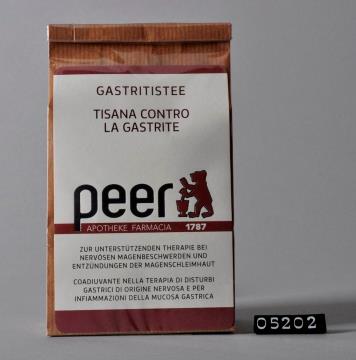 GASTRITISTEE
TISANA CONTRO
LA GASTRITE
peer
APOTHEKE FARMACIA 1787
ZUR UNTERSTÜTZENDEN THERAPIE BEI
NERVÖSEN MAGENBESCHWERDEN UND
ENTZÜNDUNGEN DER MAGENSCHLEIMHAUT
COADIUVANTE NELLA TERAPIA DI DISTURBI
GASTRICI DI ORIGINE NERVOSA E PER
INFIAMMAZIONI DELLA MUCOSA GASTRICA
05202